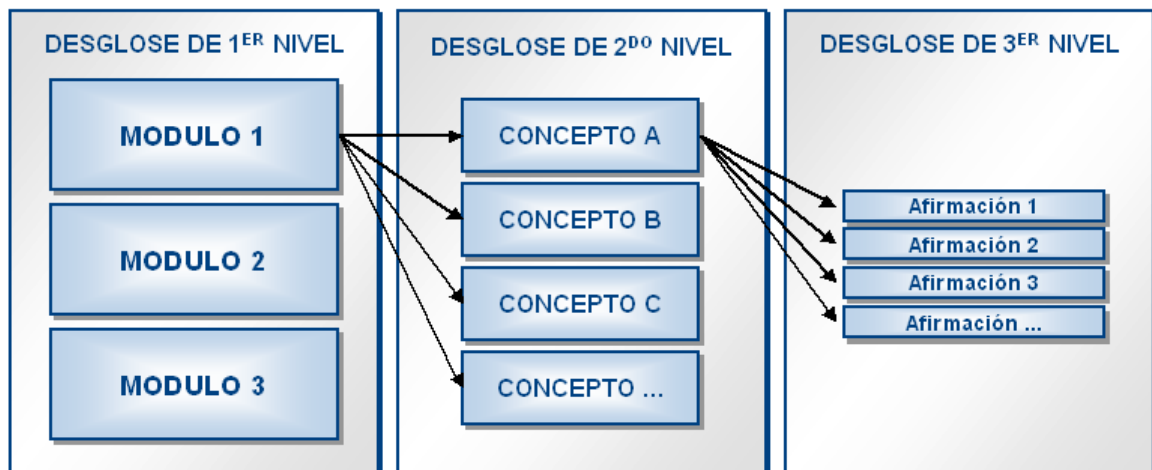 DESGLOSE DE 1ER NIVEL
MODULO 1
MODULO 2
MODULO 3
DESGLOSE DE 2DO NIVEL
CONCEPTO A
CONCEPTO B
CONCEPTO C
CONCEPTO ...
DESGLOSE DE 3ER NIVEL
Afirmación 1
Afirmación 2
Afirmación 3
Afirmación ...